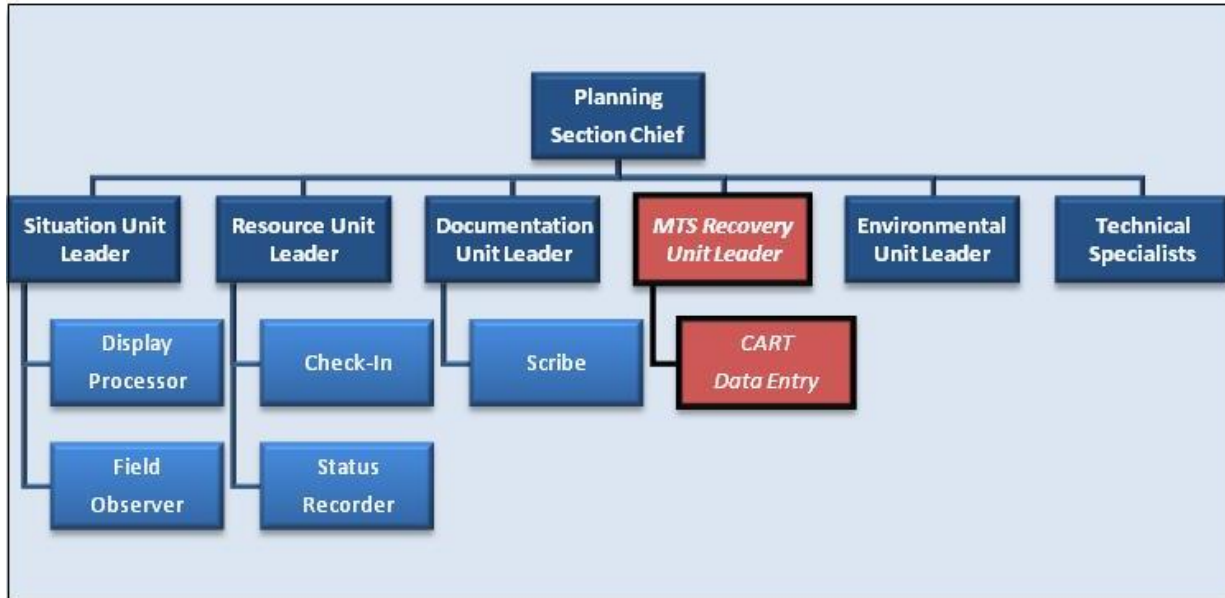 Planning
Section Chief
Situation Unit
Leader
Resource Unit
Leader
Documentation
Unit Leader
MTS Recovery
Unit Leader
Environmental
Unit Leader
Technical
Specialists
Display
Processor
Check-In
Scribe
CART
Data Entry
Field
Observer
Status
Recorder